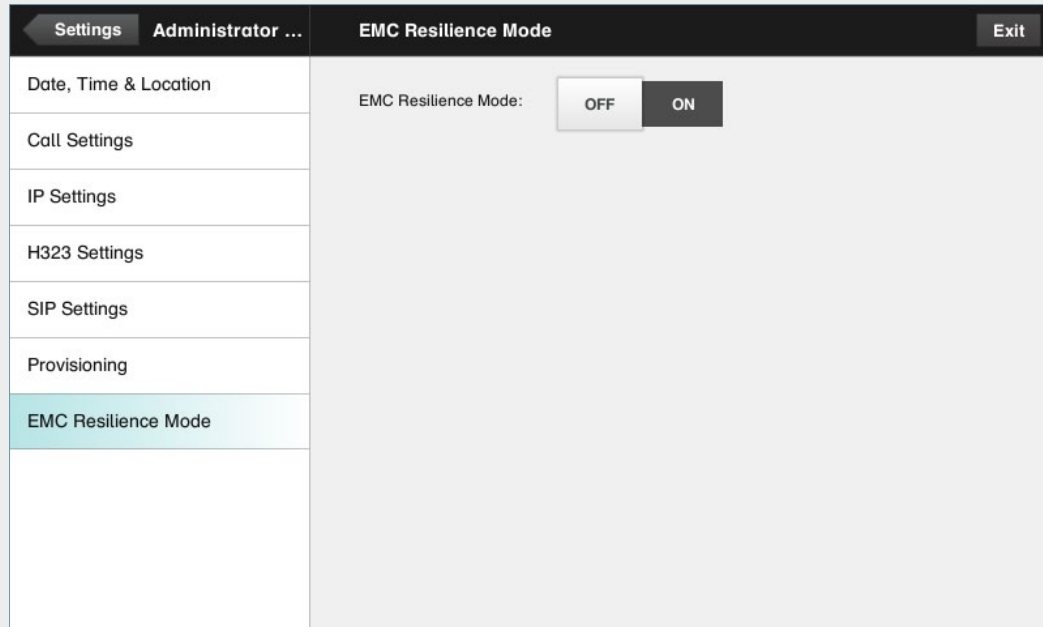 Settings
Administrator ...
EMC Resilience Mode
Exit
Date, Time & Location
Call Settings
IP Settings
H323 Settings
SIP Settings
Provisioning
EMC Resilience Mode
EMC Resilience Mode:
OFF
ON